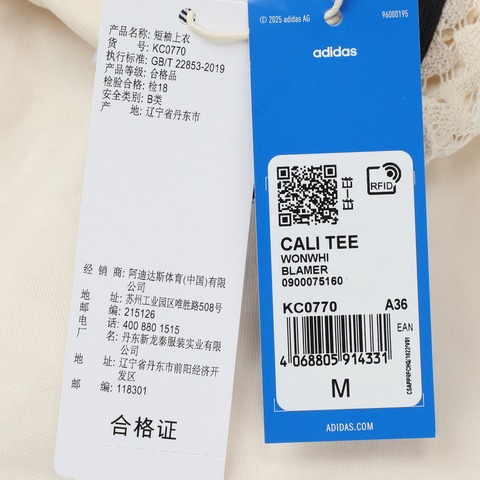 产品名称: 短袖上衣
货 号: KC0770
执行标准: GB/T 22853-2019
产品等级: 合格品
检验合格: 检18
安全类别: B类
产 地: 辽宁省丹东市
经 销 商: 阿迪达斯体育(中国)有限
公司
地 址: 苏州工业园区唯胜路508号
邮 编: 215126
电 话: 400 880 1515
厂 名: 丹东新龙泰服装实业有限
公司
地 址: 辽宁省丹东市前阳经济开
发区
邮 编: 118301
合格证
© 2025 adidas AG
96000195
adidas
RFID
CALI TEE
WONWHI
BLAMER
0900075160
KC0770 A36
EAN
4 068805 914331
M
ADIDAS.COM